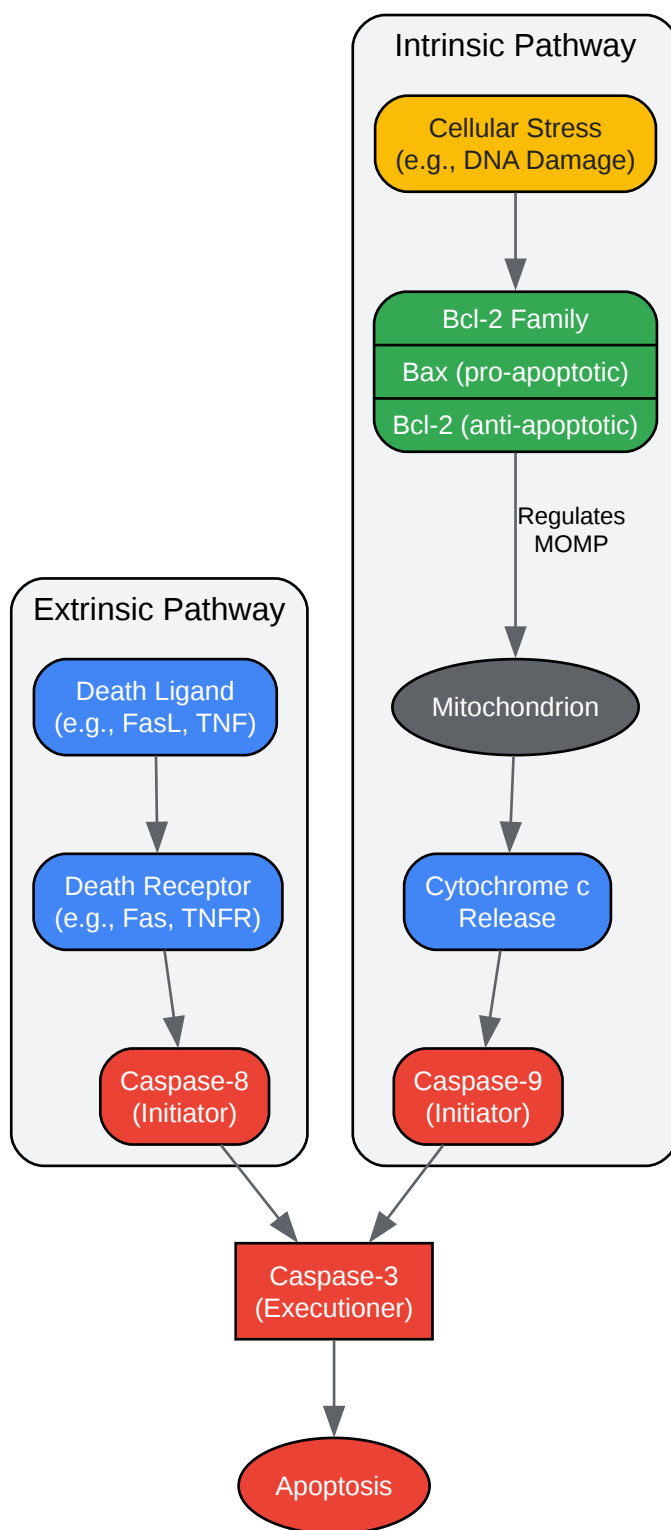 Intrinsic Pathway
Cellular Stress
(e.g., DNA Damage)
Bcl-2 Family
Bax (pro-apoptotic)
Bcl-2 (anti-apoptotic)
Regulates
MOMP
Mitochondrion
Cytochrome c
Release
Caspase-9
(Initiator)
Extrinsic Pathway
Death Ligand
(e.g., FasL, TNF)
Death Receptor
(e.g., Fas, TNFR)
Caspase-8
(Initiator)
Caspase-3
(Executioner)
Apoptosis